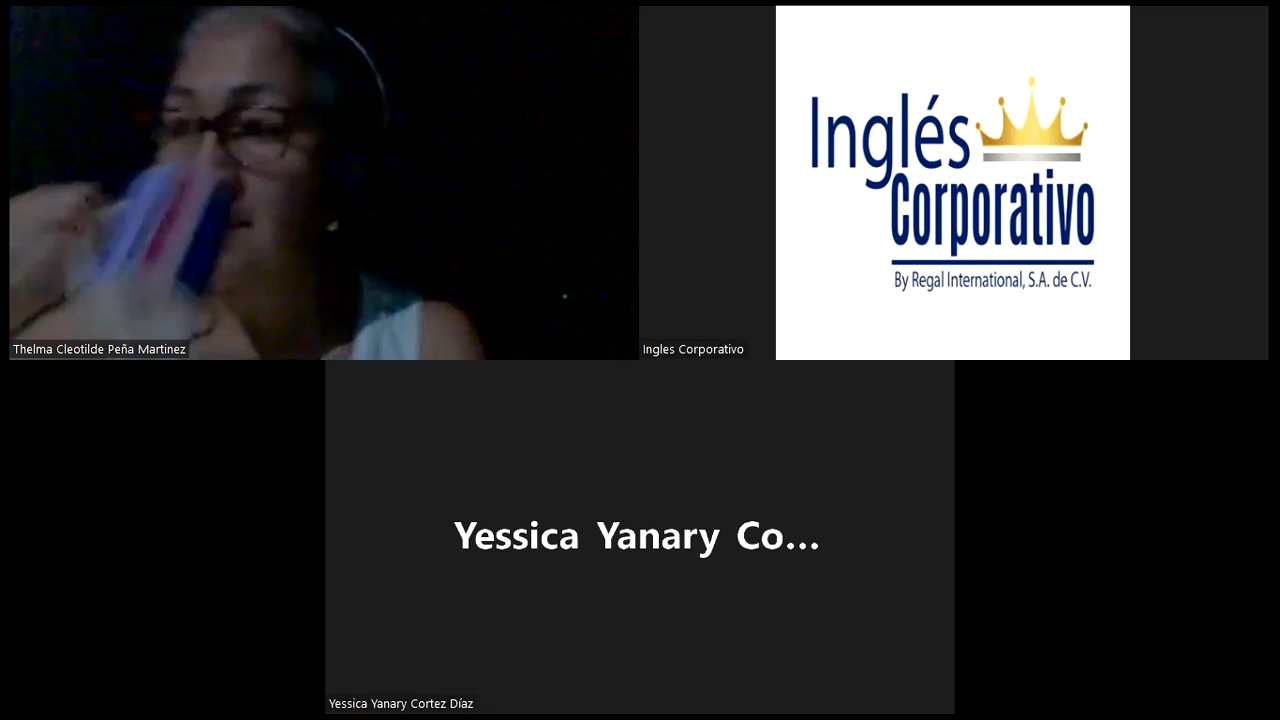 Inglés
Corporativo
By Regal International, S.A. de C.V.
Thelma Cleotilde Peña Martinez
Ingles Corporativo
Yessica Yanary Co...
Yessica Yanary Cortez Díaz